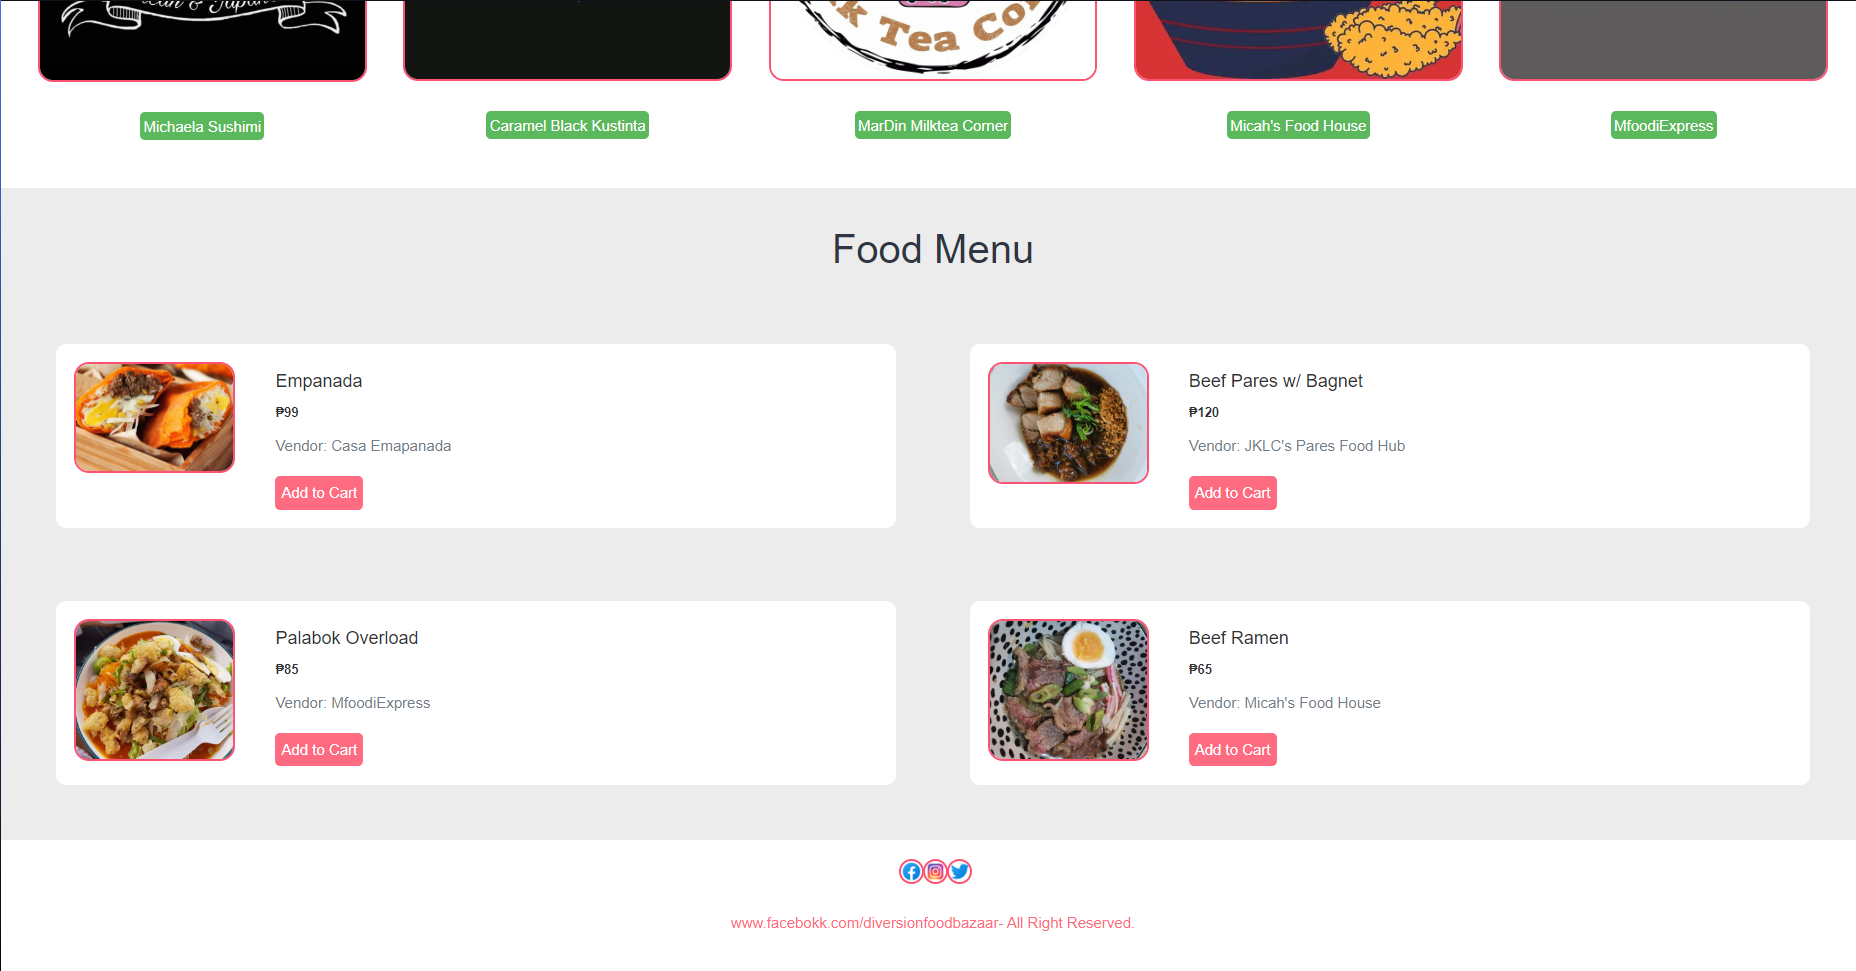 & Japan
k Tea Co
Michaela Sushimi
Caramel Black Kustinta
MarDin Milktea Corner
Micah's Food House
MfoodiExpress
Food Menu
Empanada
₱99
Vendor: Casa Emapanada
Add to Cart
Beef Pares w/ Bagnet
₱120
Vendor: JKLC's Pares Food Hub
Add to Cart
Palabok Overload
₱85
Vendor: MfoodiExpress
Add to Cart
Beef Ramen
₱65
Vendor: Micah's Food House
Add to Cart
www.facebokk.com/diversionfoodbazaar- All Right Reserved.